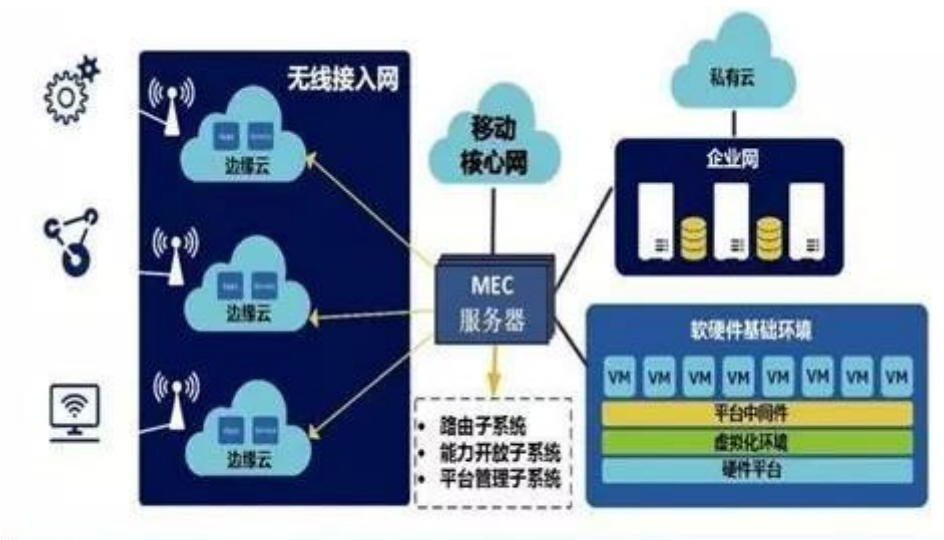 无线接入网
边缘云
边缘云
边缘云
移动
核心网
MEC
服务器
路由子系统
能力开放子系统
平台管理子系统
私有云
企业网
软硬件基础环境
VM VM VM VM VM VM VM VM
平台中间件
虚拟化环境
硬件平台